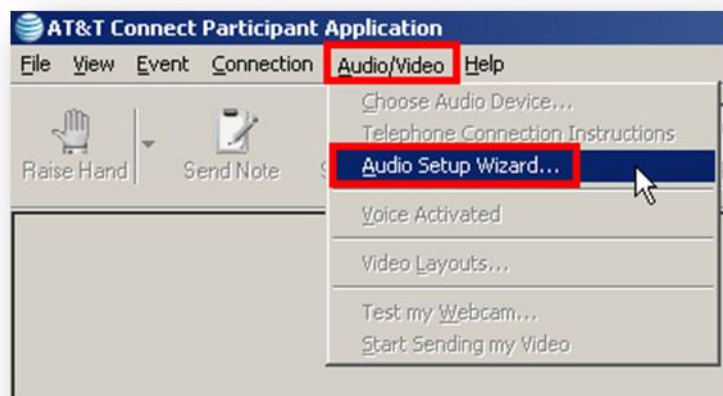 AT&T Connect Participant Application
File View Event Connection Audio/Video Help
Choose Audio Device...
Telephone Connection Instructions
Raise Hand Send Note
Audio Setup Wizard...
Voice Activated
Video Layouts...
Test my Webcam...
Start Sending my Video